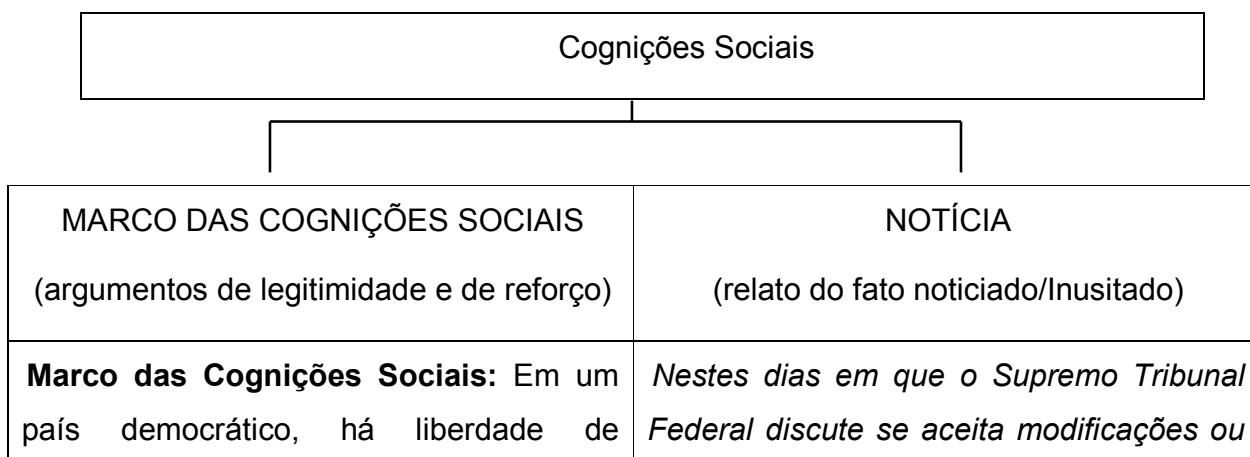 Cognições Sociais
MARCO DAS COGNIÇÕES SOCIAIS
(argumentos de legitimidade e de reforço)
NOTÍCIA
(relato do fato noticiado/Inusitado)
Marco das Cognições Sociais: Em um
país democrático, há liberdade de
Nestes dias em que o Supremo Tribunal
Federal discute se aceita modificações ou